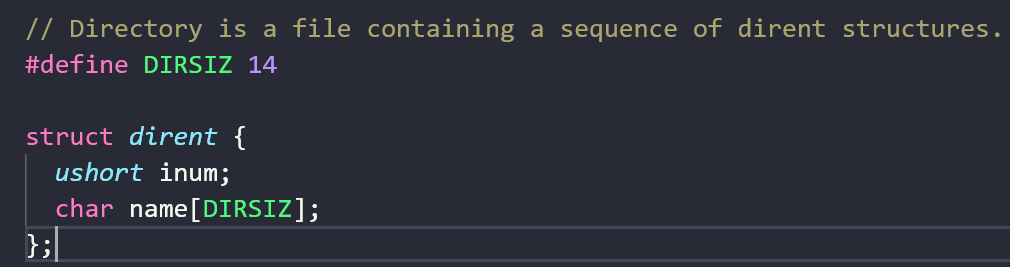 // Directory is a file containing a sequence of dirent structures.
#define DIRSIZ 14
struct dirent {
ushort inum;
char name[DIRSIZ];
};